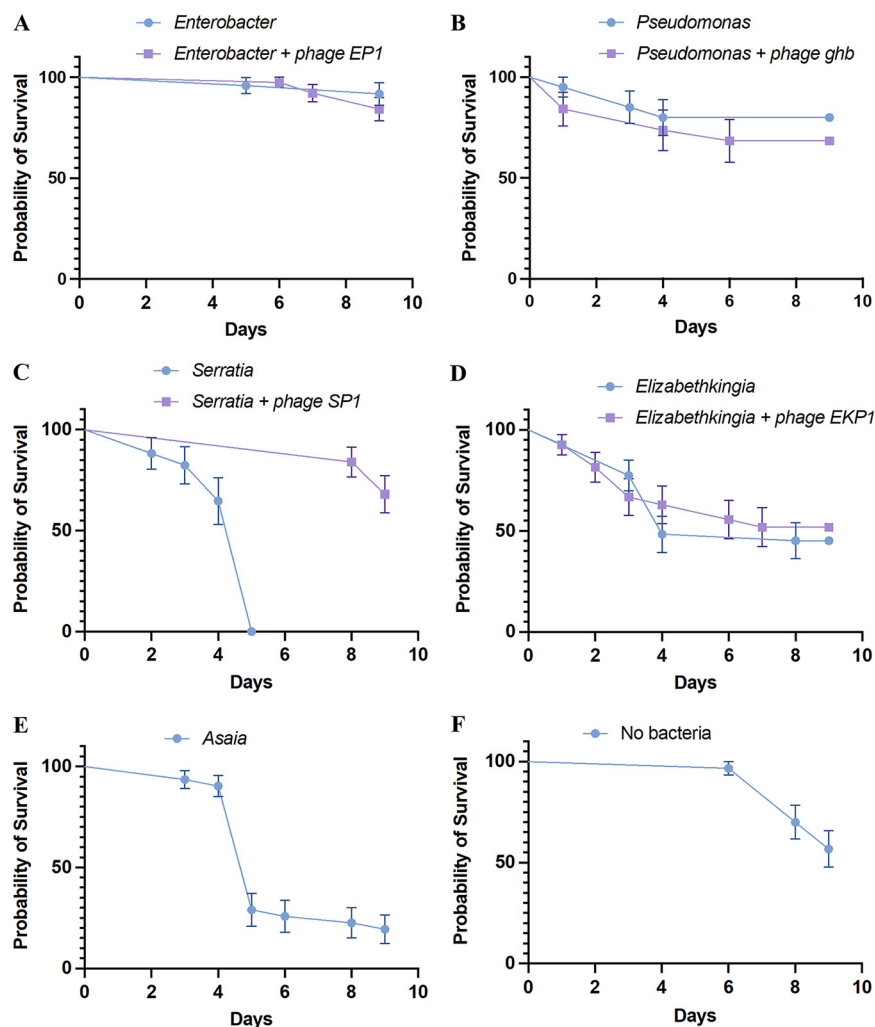 A
Enterobacter
Enterobacter + phage EP1
Probability of Survival
100
50
0
0 2 4 6 8 10
Days
B
Pseudomonas
Pseudomonas + phage ghb
Probability of Survival
100
50
0
0 2 4 6 8 10
Days
C
Serratia
Serratia + phage SP1
Probability of Survival
100
50
0
0 2 4 6 8 10
Days
D
Elizabethkingia
Elizabethkingia + phage EKP1
Probability of Survival
100
50
0
0 2 4 6 8 10
Days
E
Asaia
Probability of Survival
100
50
0
0 2 4 6 8 10
Days
F
No bacteria
Probability of Survival
100
50
0
0 2 4 6 8 10
Days